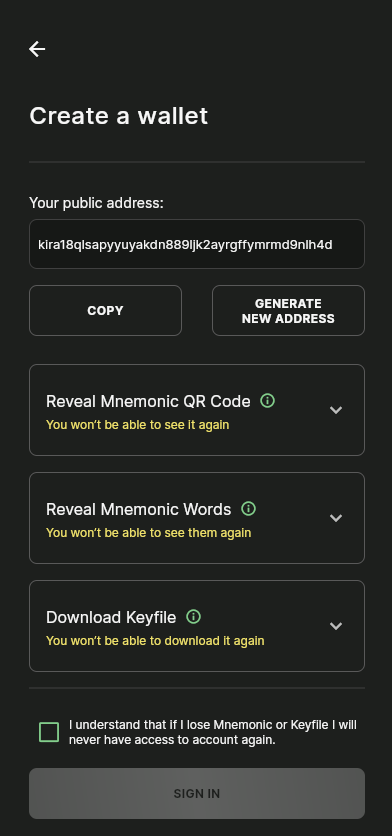 Create a wallet
Your public address:
kira18qlsapyyuyakdn889ljk2ayrgffymrmd9nlh4d
COPY
GENERATE
NEW ADDRESS
Reveal Mnemonic QR Code
You won’t be able to see it again
Reveal Mnemonic Words
You won’t be able to see them again
Download Keyfile
You won’t be able to download it again
I understand that if I lose Mnemonic or Keyfile I will
never have access to account again.
SIGN IN